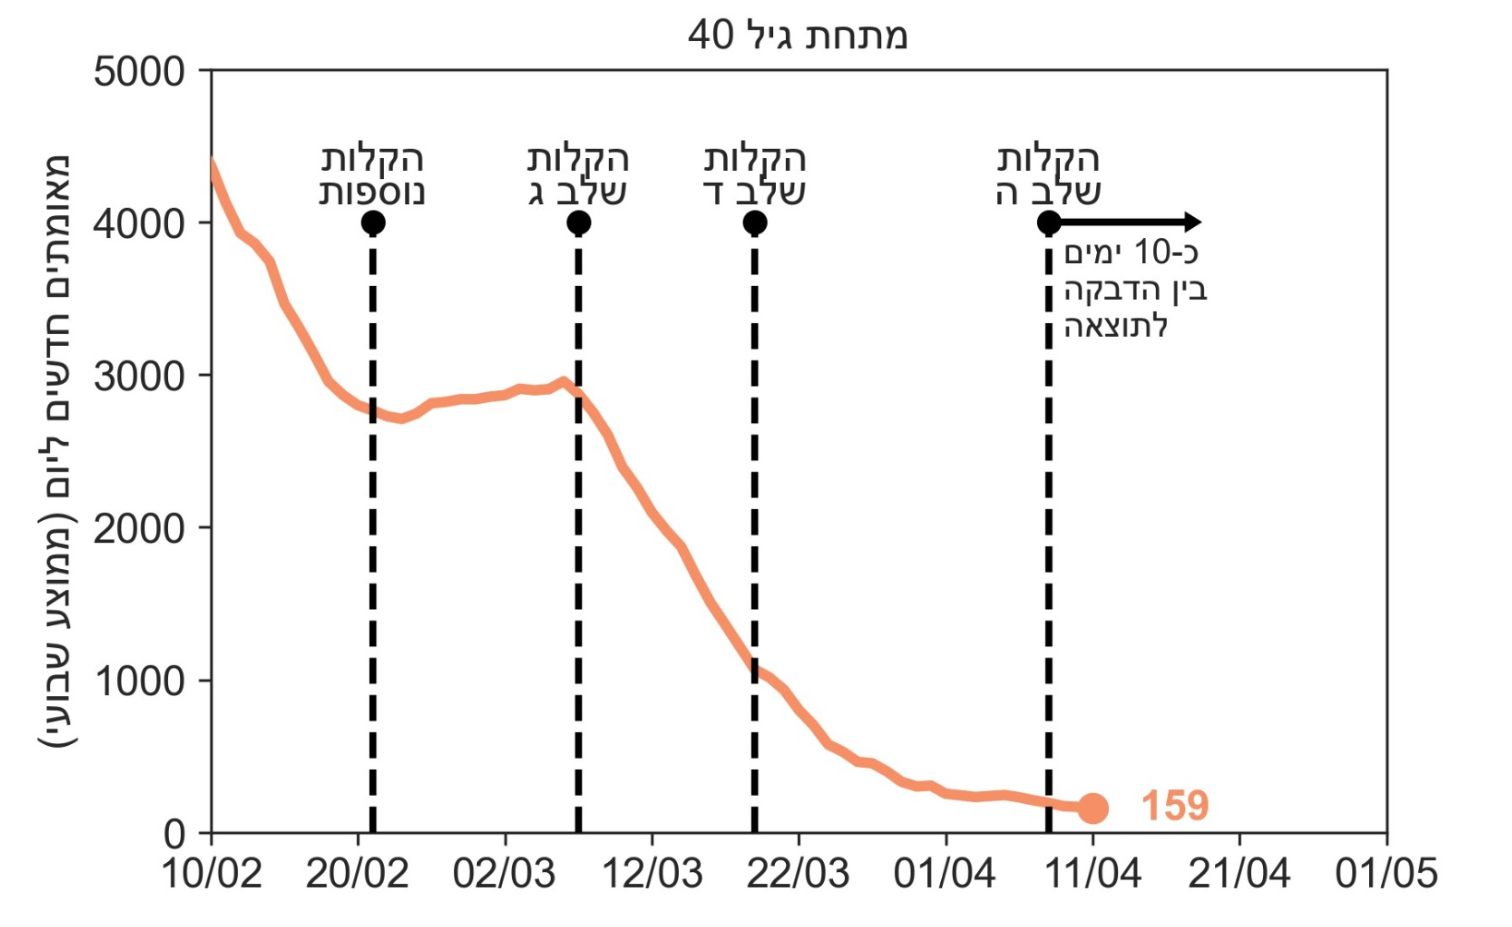 מתחת גיל 40
מאומתים חדשים ליום (ממוצע שבועי)
5000
4000
3000
2000
1000
0
הקלות
נוספות
הקלות
שלב ג
הקלות
שלב ד
הקלות
שלב ה
כ-10 ימים
בין הדבקה
לתוצאה
159
10/02
20/02
02/03
12/03
22/03
01/04
11/04
21/04
01/05